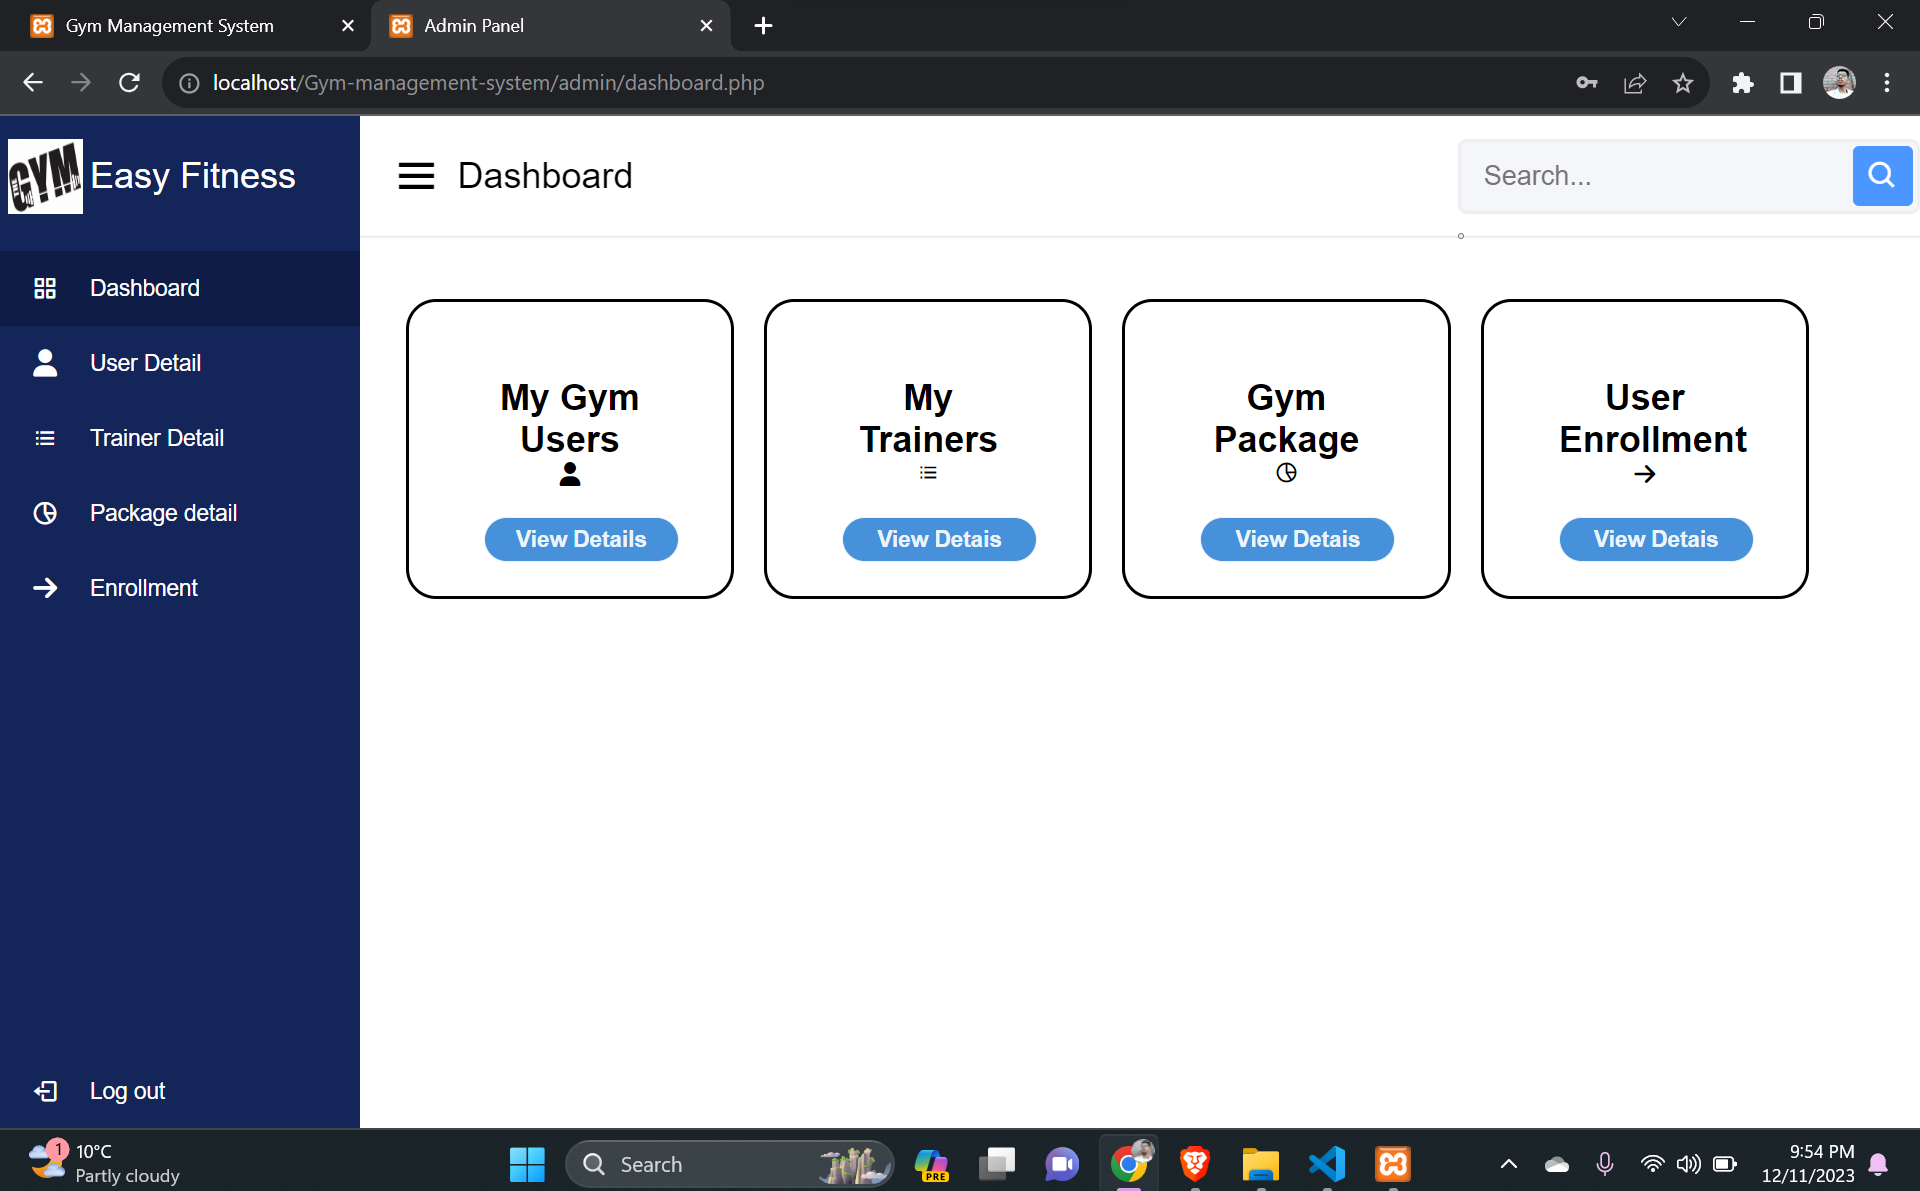 Gym Management System
Admin Panel
localhost/Gym-management-system/admin/dashboard.php
GYM
Easy Fitness
Dashboard
Search...
Dashboard
User Detail
Trainer Detail
Package detail
Enrollment
Log out
My Gym
Users
View Details
My
Trainers
View Detais
Gym
Package
View Detais
User
Enrollment
View Detais
1
10°C
Partly cloudy
Search
PRE
9:54 PM
12/11/2023